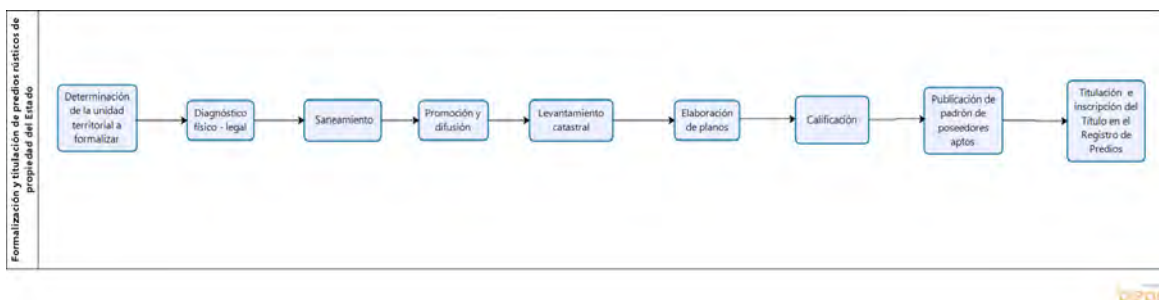 Formalización y titulación de predios rústicos de
propiedad del Estado
Determinación
de la unidad
territorial a
formalizar
Diagnóstico
físico - legal
Saneamiento
Promoción y
difusión
Levantamiento
catastral
Elaboración
de planos
Calificación
Publicación de
padrón de
poseedores
aptos
Titulación e
inscripción del
Título en el
Registro de
Predios